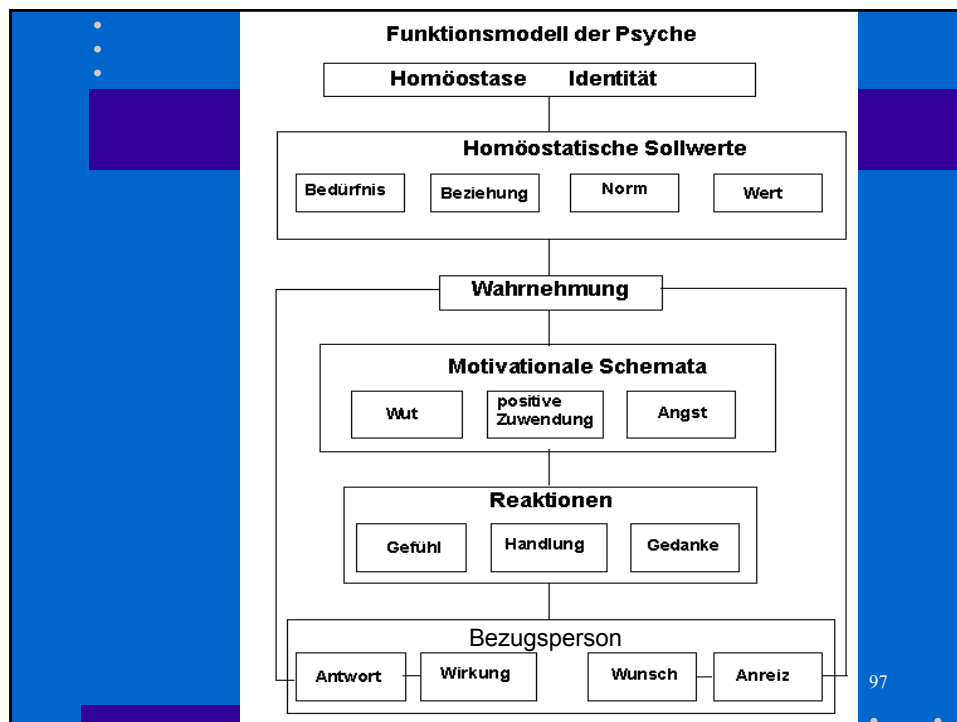 Funktionsmodell der Psyche
Homöostase Identität
Homöostatische Sollwerte
Bedürfnis Beziehung Norm Wert
Wahrnehmung
Motivationale Schemata
Wut positive Zuwendung Angst
Reaktionen
Gefühl Handlung Gedanke
Bezugsperson
Antwort Wirkung Wunsch Anreiz
97